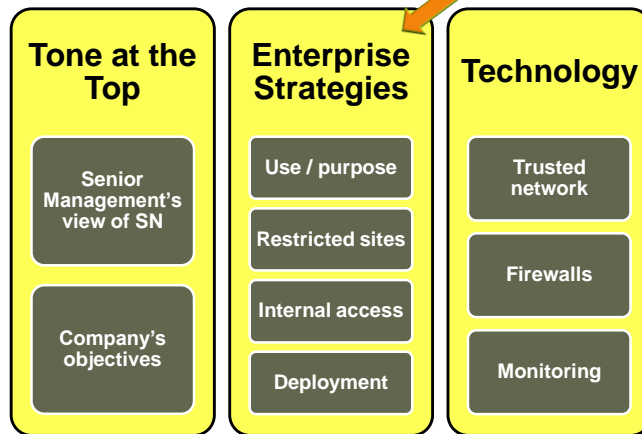 Tone at the
Top
Senior
Management's
view of SN
Company's
objectives
Enterprise
Strategies
Use / purpose
Restricted sites
Internal access
Deployment
Technology
Trusted
network
Firewalls
Monitoring